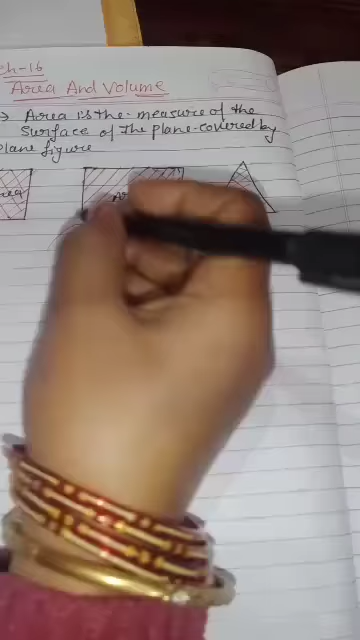 Ch-16
Area And Volume
→ Area is the measure of the
surface of the plane covered by
plane figure
Area